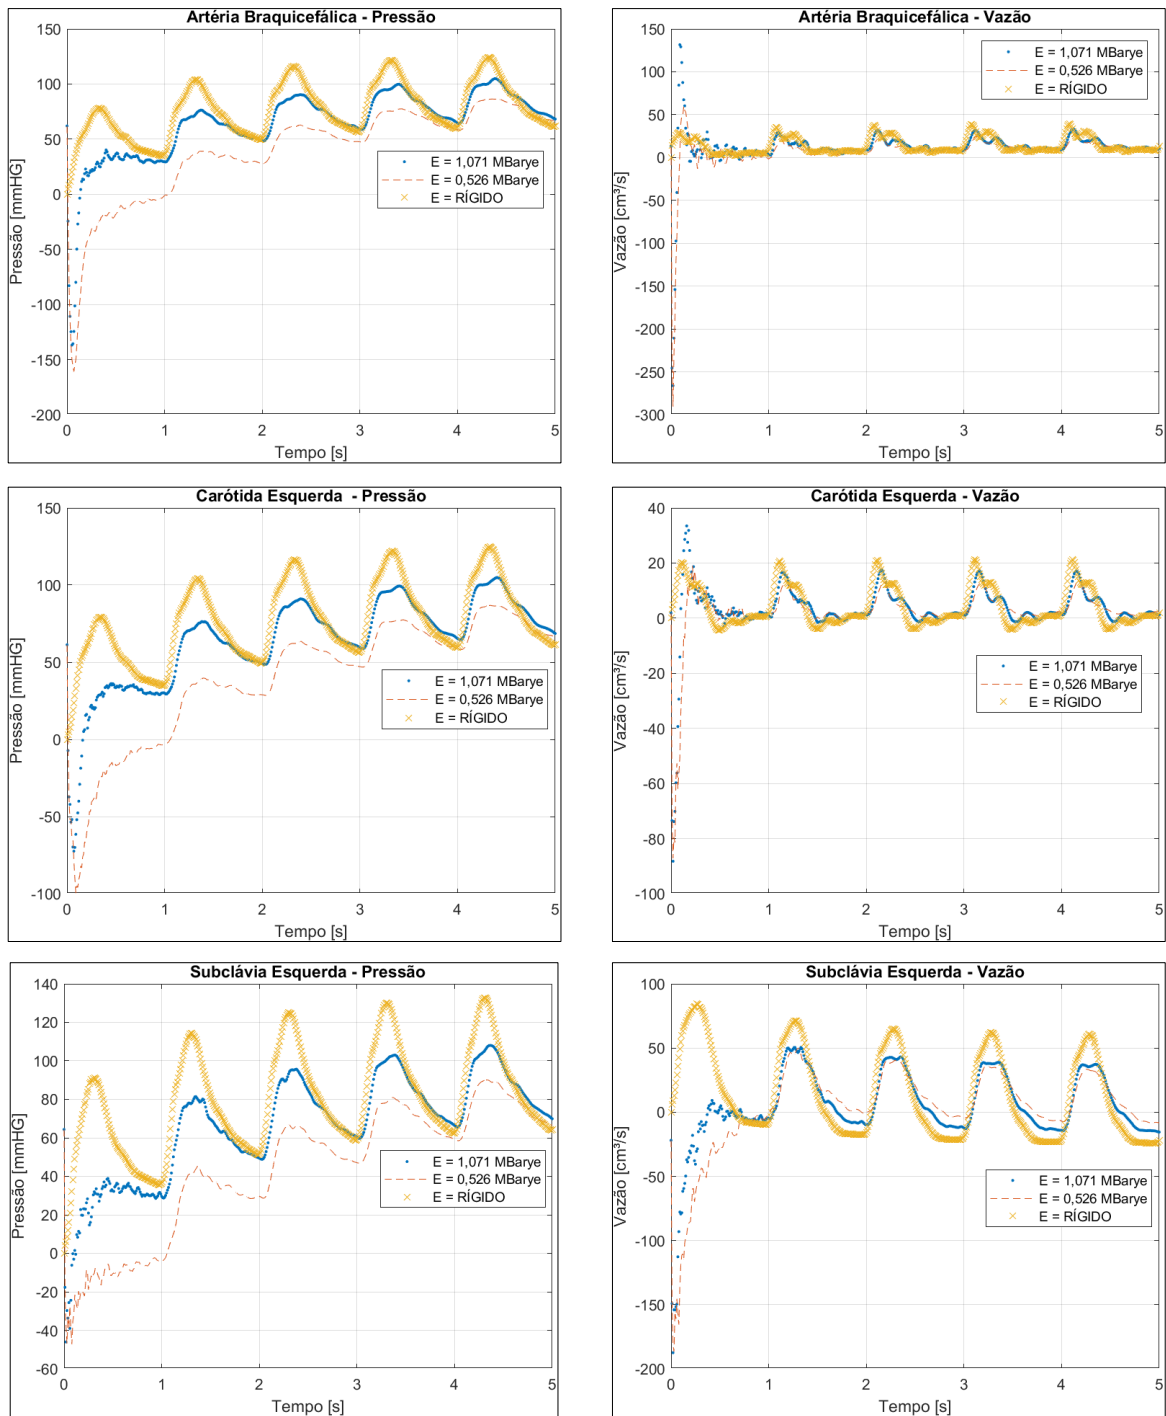 Artéria Braquicefálica - Pressão
150
100
50
0
-50
-100
-150
-200
Pressão [mmHG]
E = 1,071 MBarye
E = 0,526 MBarye
E = RÍGIDO
0 1 2 3 4 5
Tempo [s]
Artéria Braquicefálica - Vazão
150
100
50
0
-50
-100
-150
-200
-250
-300
Vazão [cm³/s]
E = 1,071 MBarye
E = 0,526 MBarye
E = RÍGIDO
0 1 2 3 4 5
Tempo [s]
Carótida Esquerda - Pressão
150
100
50
0
-50
-100
Pressão [mmHG]
E = 1,071 MBarye
E = 0,526 MBarye
E = RÍGIDO
0 1 2 3 4 5
Tempo [s]
Carótida Esquerda - Vazão
40
20
0
-20
-40
-60
-80
-100
Vazão [cm³/s]
E = 1,071 MBarye
E = 0,526 MBarye
E = RÍGIDO
0 1 2 3 4 5
Tempo [s]
Subclávia Esquerda - Pressão
140
120
100
80
60
40
20
0
-20
-40
-60
Pressão [mmHG]
E = 1,071 MBarye
E = 0,526 MBarye
E = RÍGIDO
0 1 2 3 4 5
Tempo [s]
Subclávia Esquerda - Vazão
100
50
0
-50
-100
-150
-200
Vazão [cm³/s]
E = 1,071 MBarye
E = 0,526 MBarye
E = RÍGIDO
0 1 2 3 4 5
Tempo [s]